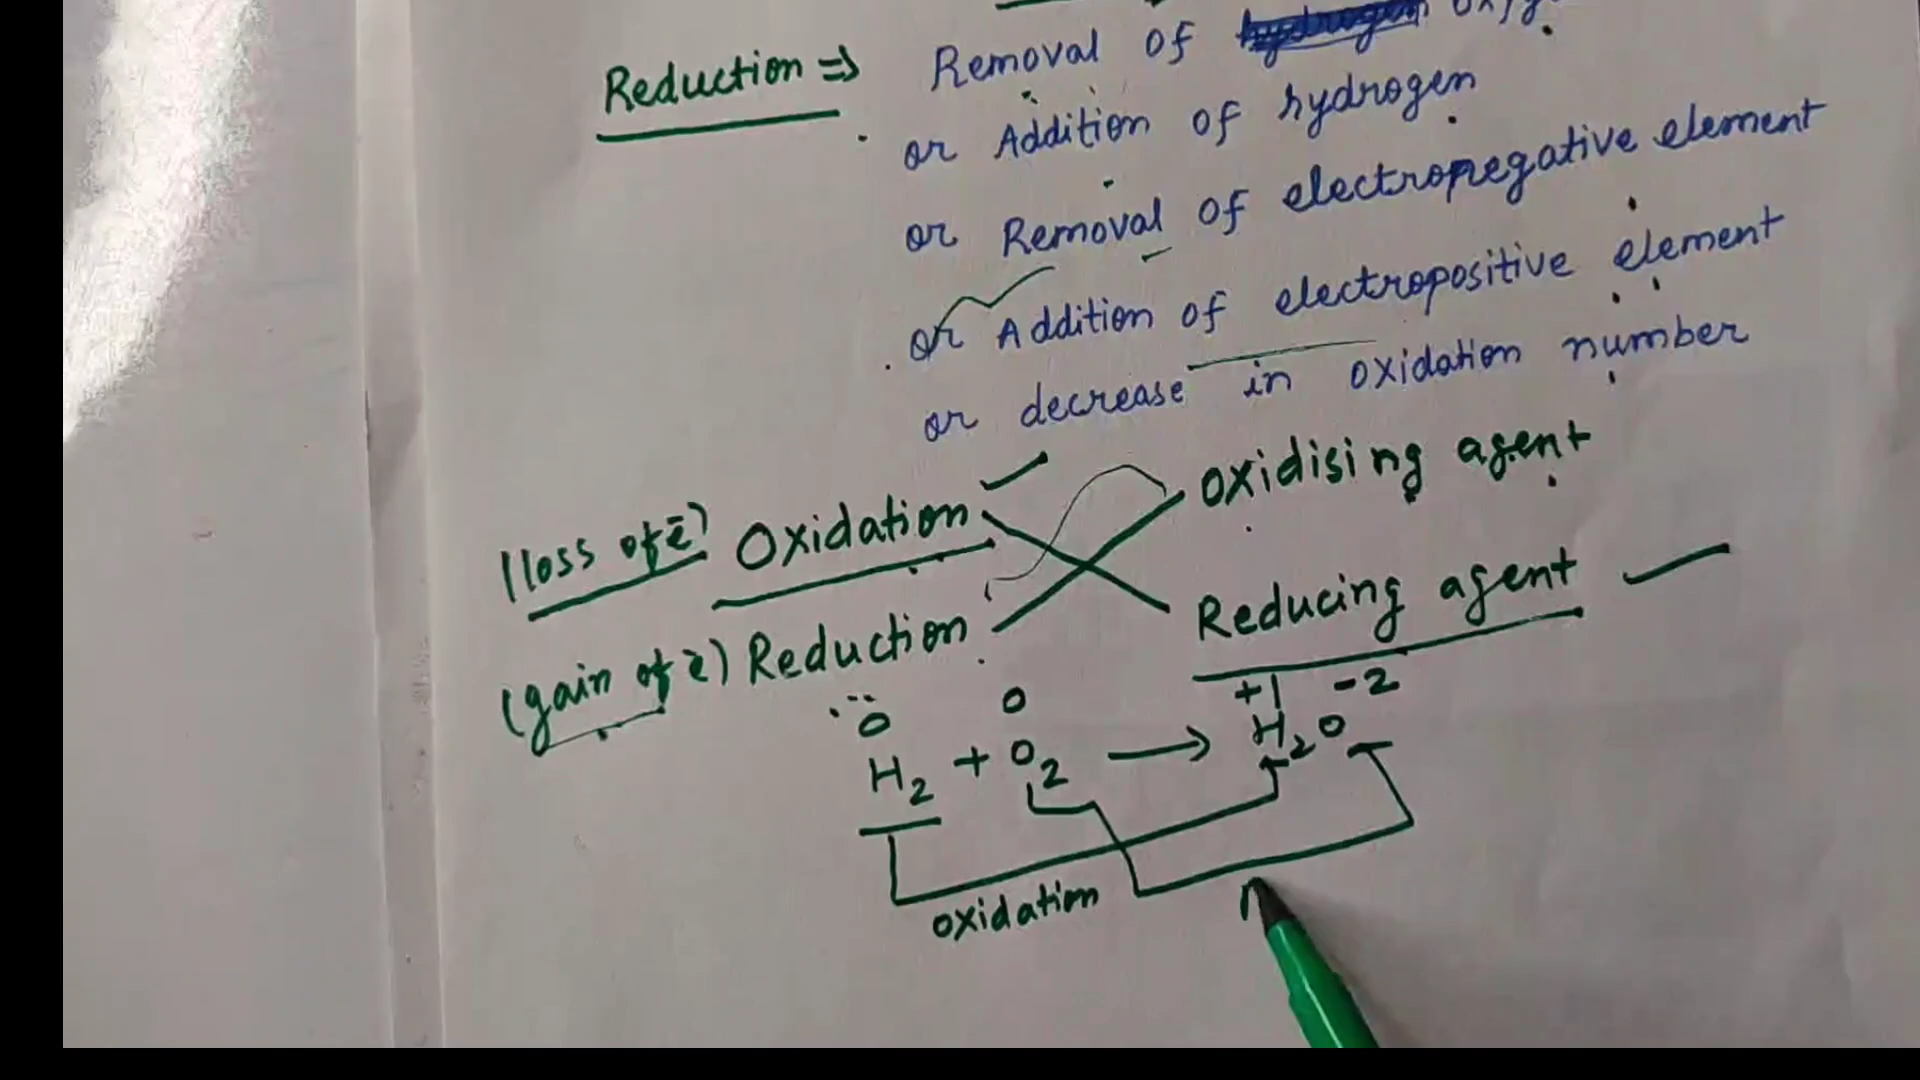 Reduction ⇒ Removal of
or Addition of hydrogen
or Removal of electronegative element
or Addition of electropositive element
or decrease in oxidation number
(loss of ē) Oxidation Oxidising agent
(gain of ē) Reduction Reducing agent
0 0 +1 -2
H2 + O2 → H2O
oxidation